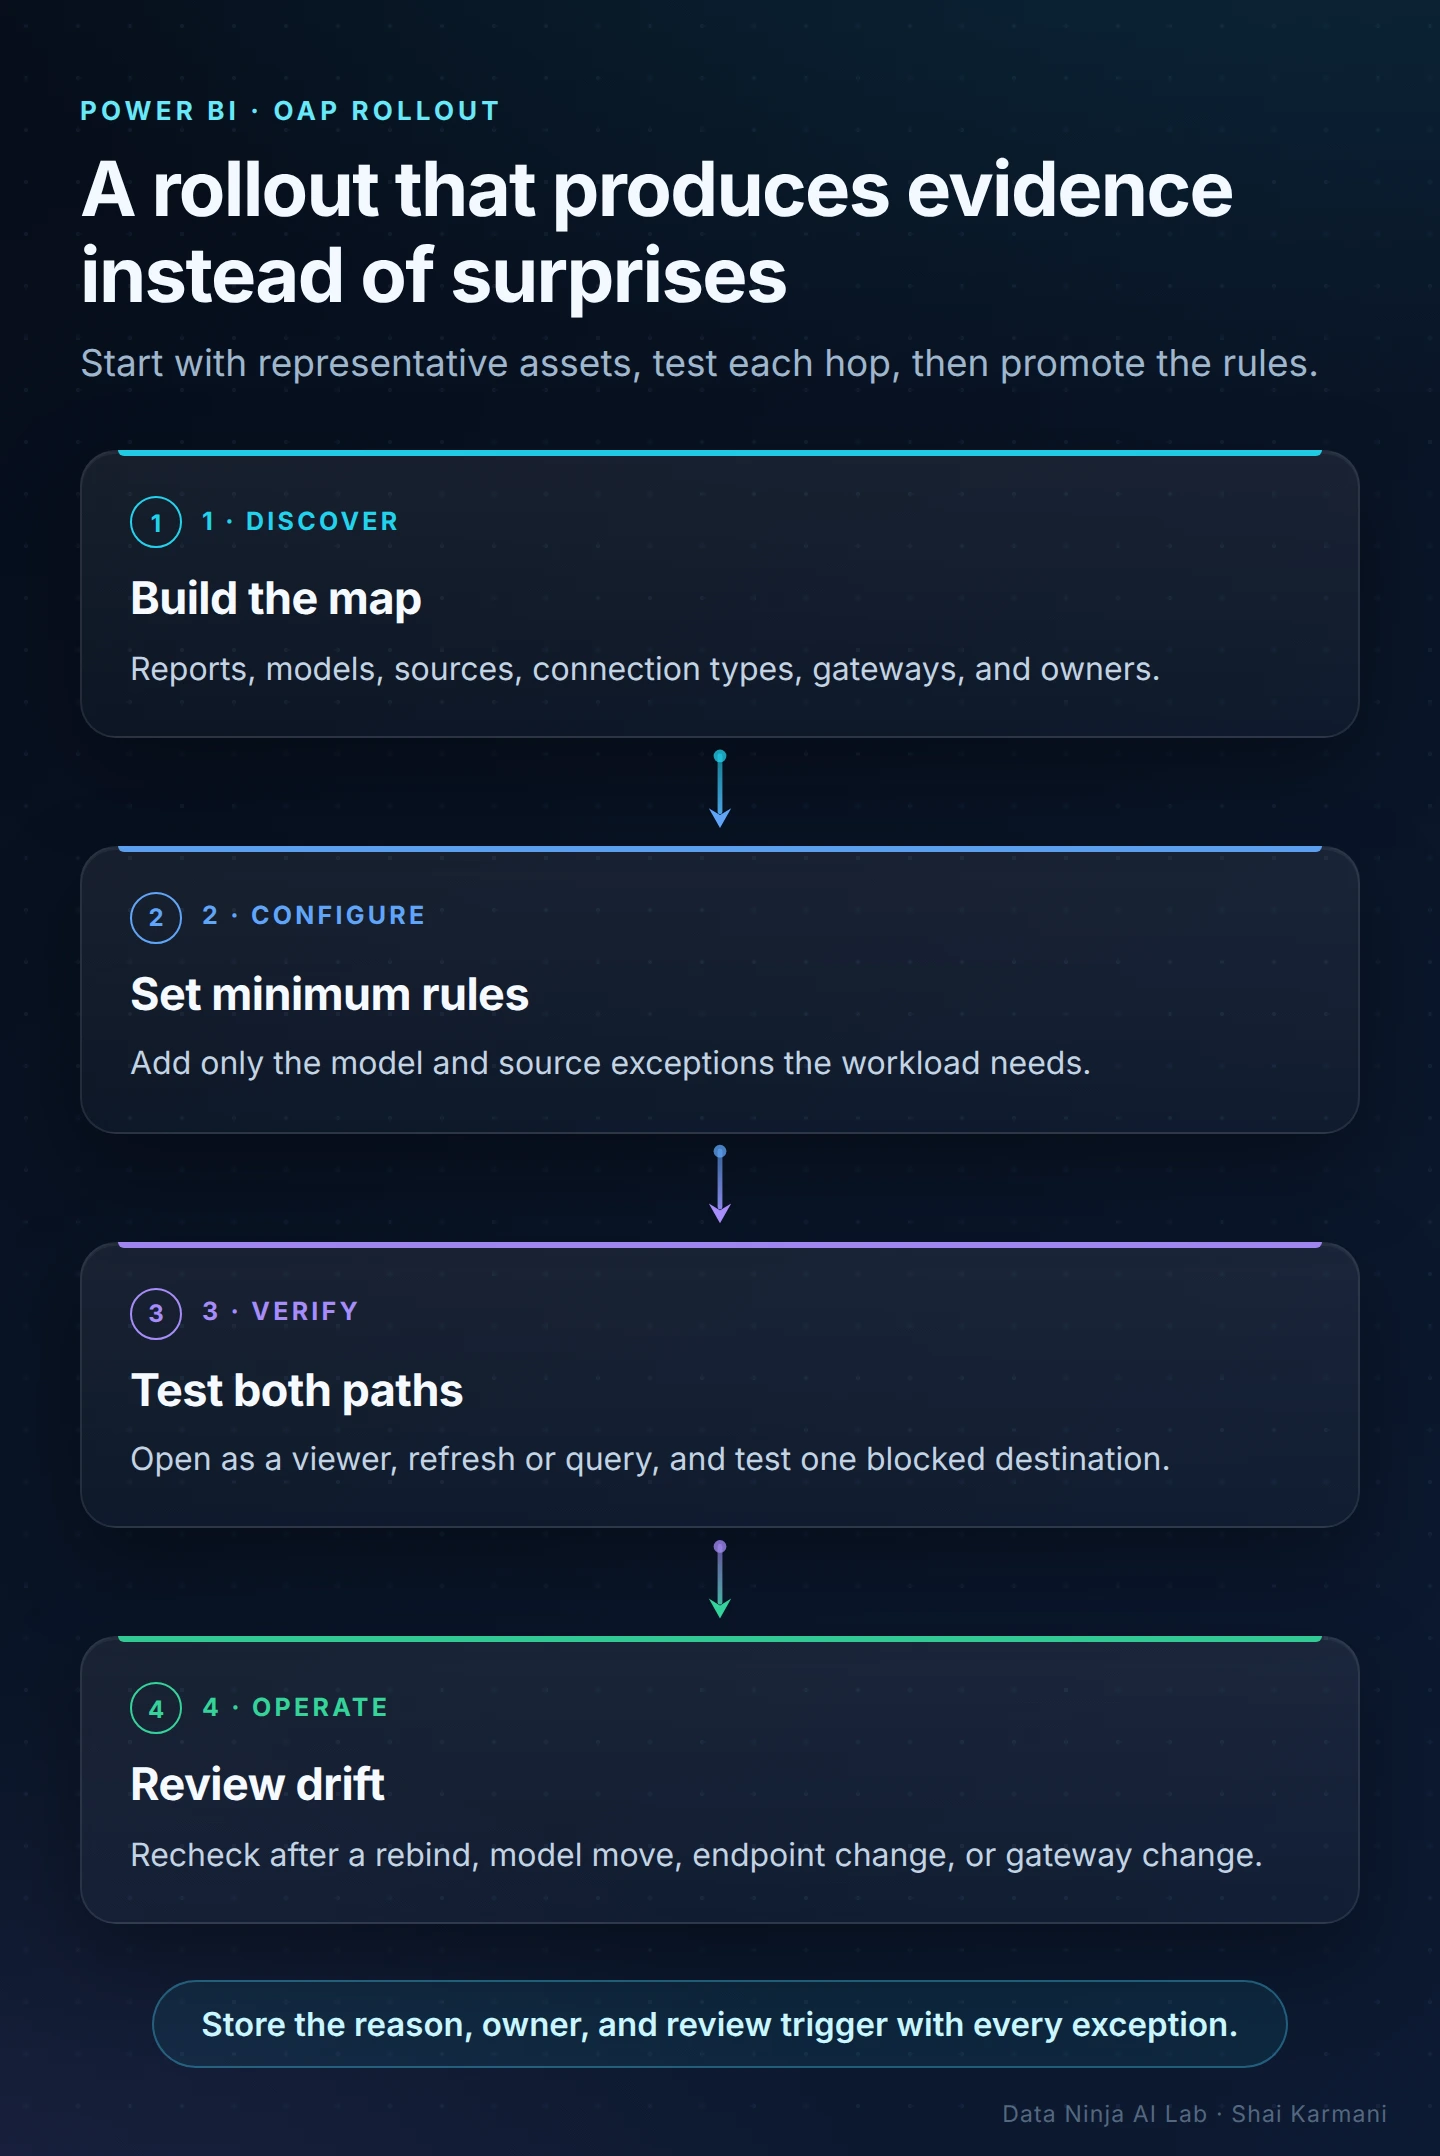 POWER BI · OAP ROLLOUT
A rollout that produces evidence
instead of surprises
Start with representative assets, test each hop, then promote the rules.
1 1 · DISCOVER
Build the map
Reports, models, sources, connection types, gateways, and owners.
2 2 · CONFIGURE
Set minimum rules
Add only the model and source exceptions the workload needs.
3 3 · VERIFY
Test both paths
Open as a viewer, refresh or query, and test one blocked destination.
4 4 · OPERATE
Review drift
Recheck after a rebind, model move, endpoint change, or gateway change.
Store the reason, owner, and review trigger with every exception.
Data Ninja AI Lab · Shai Karmani